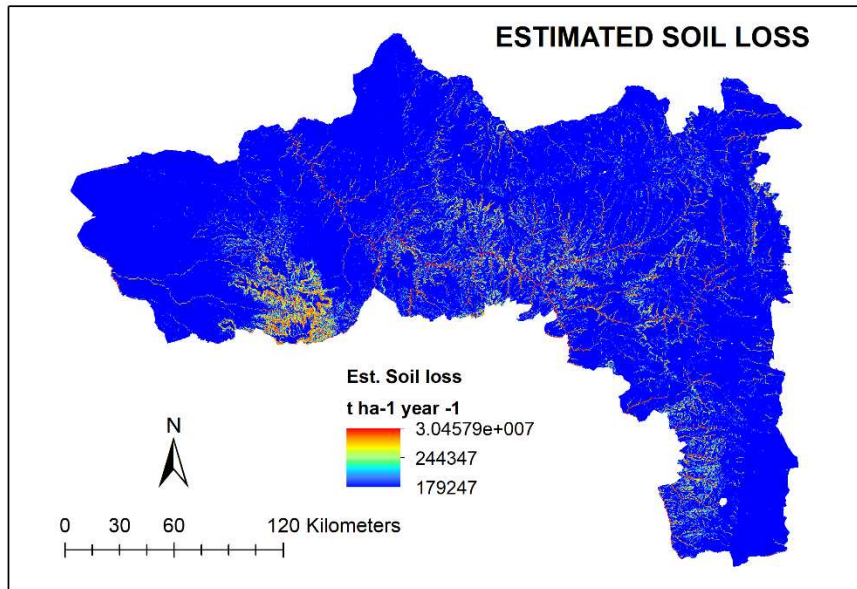 ESTIMATED SOIL LOSS
Est. Soil loss
t ha-1 year -1
3.04579e+007
244347
179247
N
0 30 60 120 Kilometers